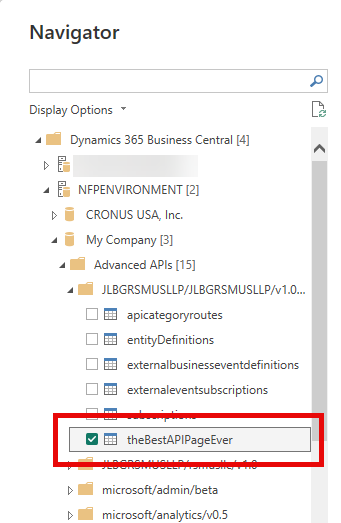 Navigator
Display Options
Dynamics 365 Business Central [4]
NFPENVIRONMENT [2]
CRONUS USA, Inc.
My Company [3]
Advanced APIs [15]
JLBGRSMUSLLP/JLBGRSMUSLLP/v1.0...
apicategoryroutes
entityDefinitions
externalbusinesseventdefinitions
externaleventsubscriptions
subscriptions
theBestAPIPageEver
JLBGRSMUSLLP/rsmusllc/v1.0
microsoft/admin/beta
microsoft/analytics/v0.5